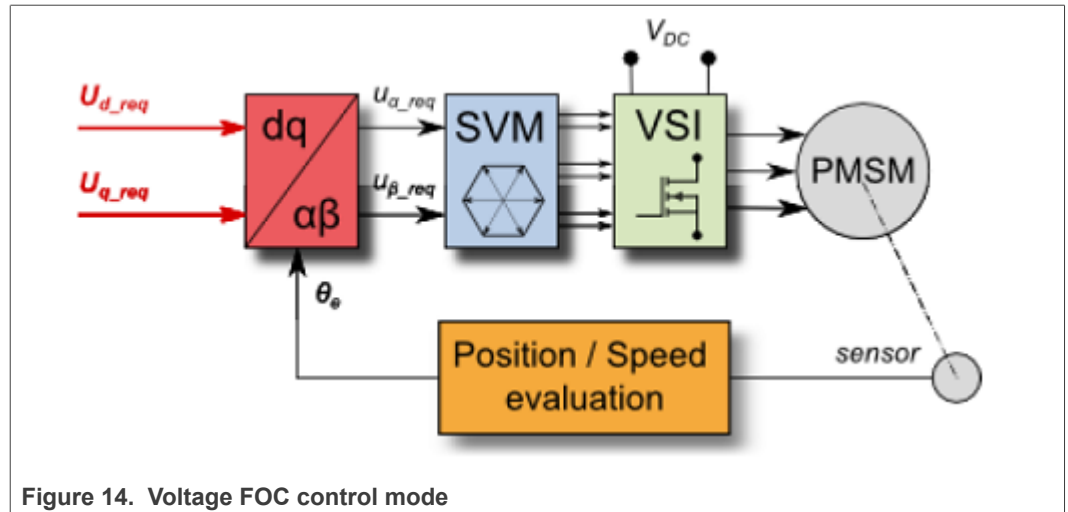 V_DC
U_d_req
u_α_req
dq
SVM
VSI
U_q_req
u_β_req
αβ
PMSM
θ_e
Position / Speed
evaluation
sensor
Figure 14. Voltage FOC control mode